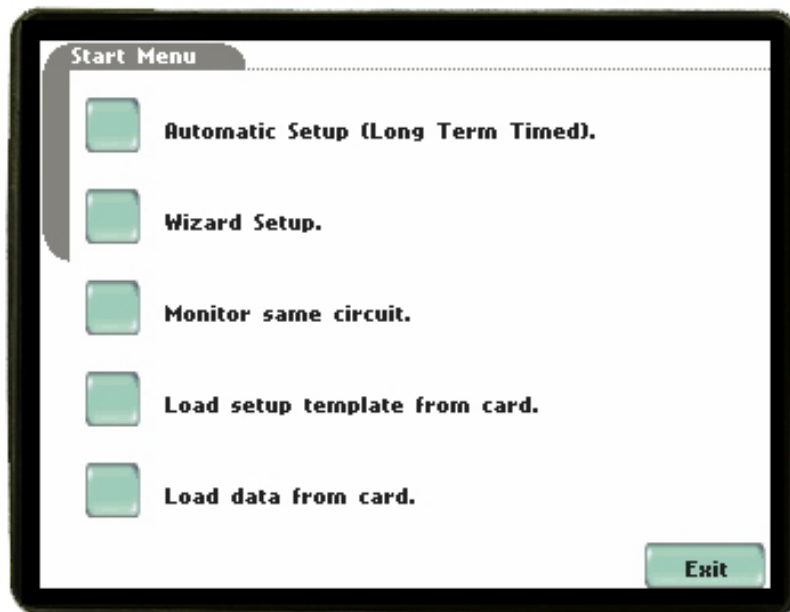 Start Menu
Automatic Setup (Long Term Timed).
Wizard Setup.
Monitor same circuit.
Load setup template from card.
Load data from card.
Exit